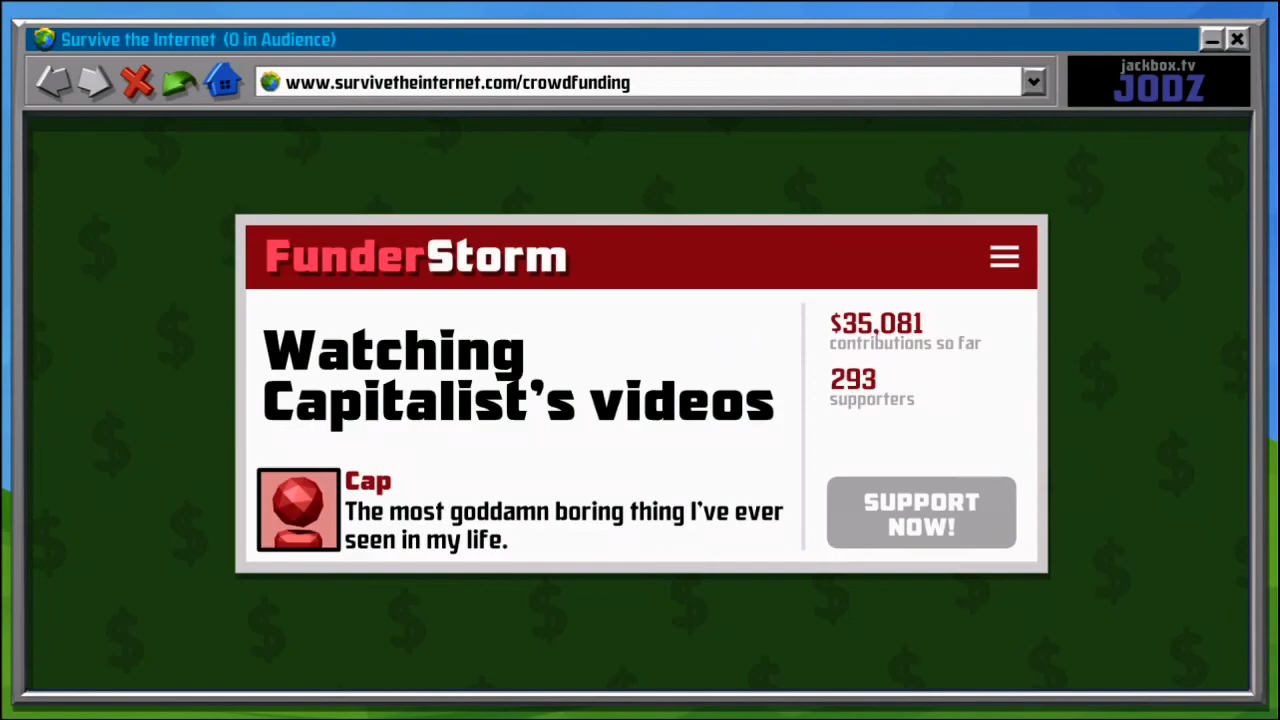 Survive the Internet (0 in Audience)
www.survivetheinternet.com/crowdfunding
jackbox.tv
JODZ
FunderStorm
Watching
Capitalist's videos
Cap
The most goddamn boring thing I've ever
seen in my life.
$35,081
contributions so far
293
supporters
SUPPORT
NOW!